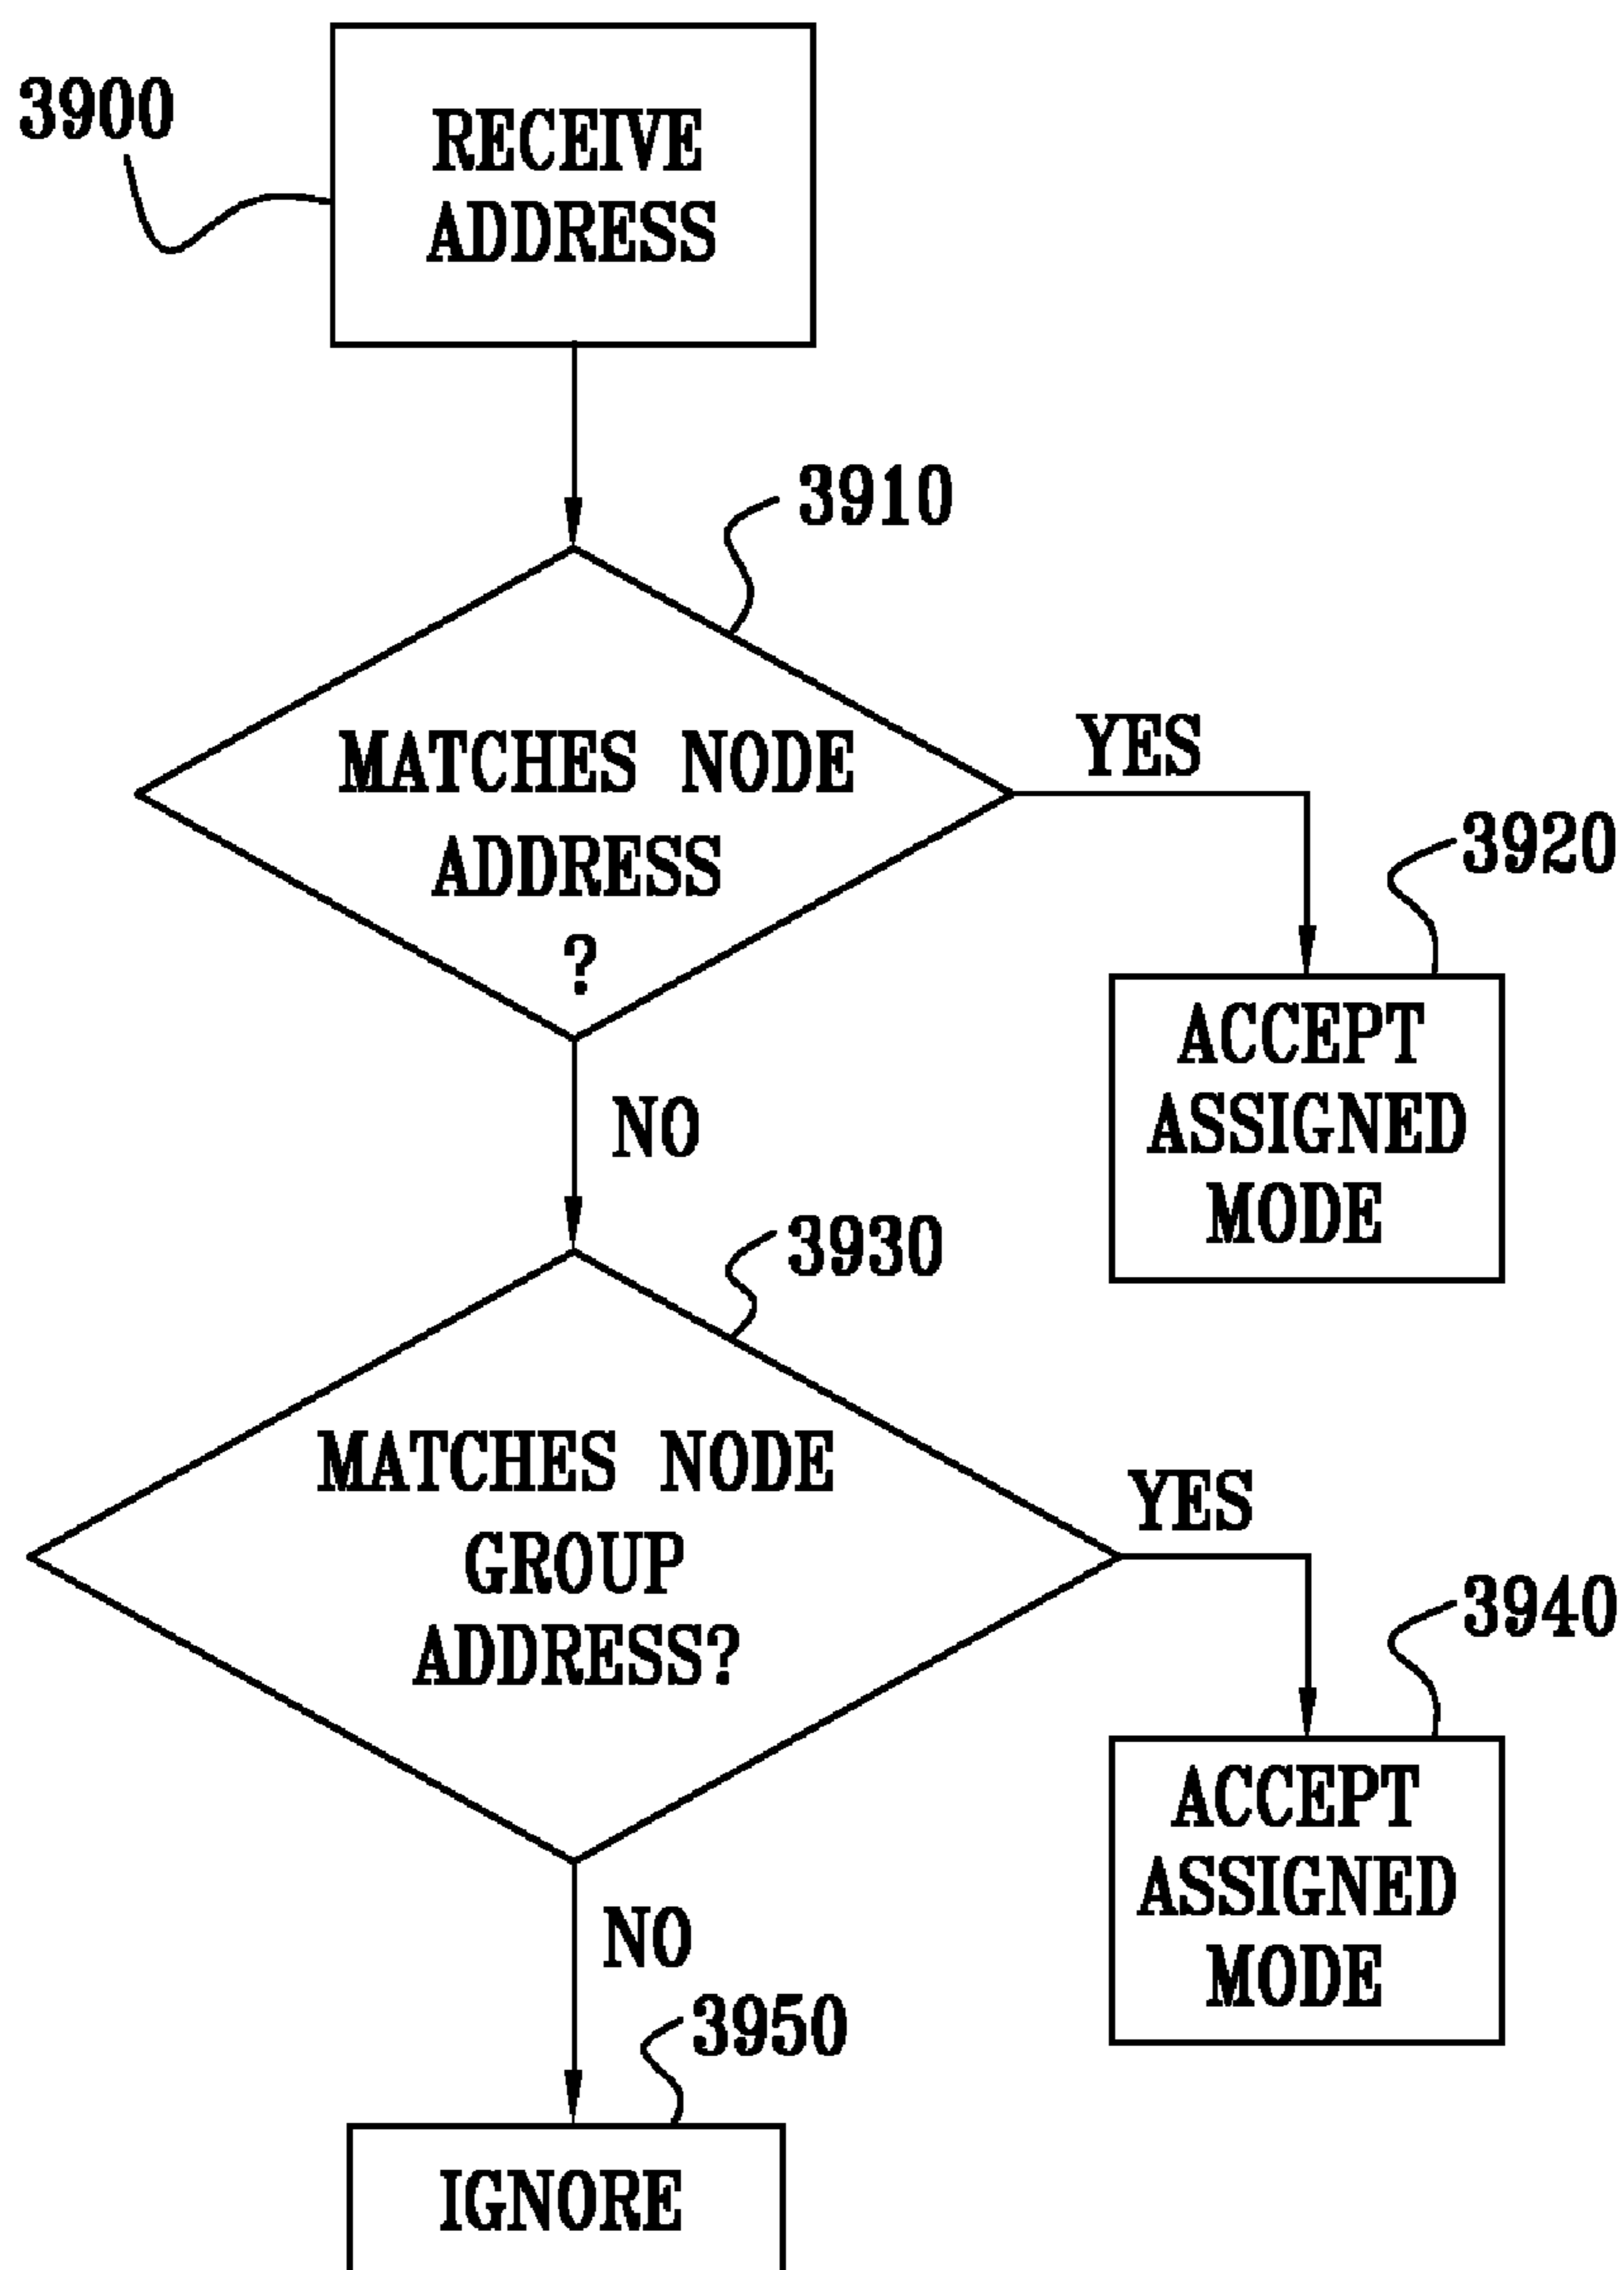 3900
RECEIVE
ADDRESS
3910
MATCHES NODE
ADDRESS
?
YES
3920
ACCEPT
ASSIGNED
MODE
NO
3930
MATCHES NODE
GROUP
ADDRESS?
YES
3940
ACCEPT
ASSIGNED
MODE
NO
3950
IGNORE